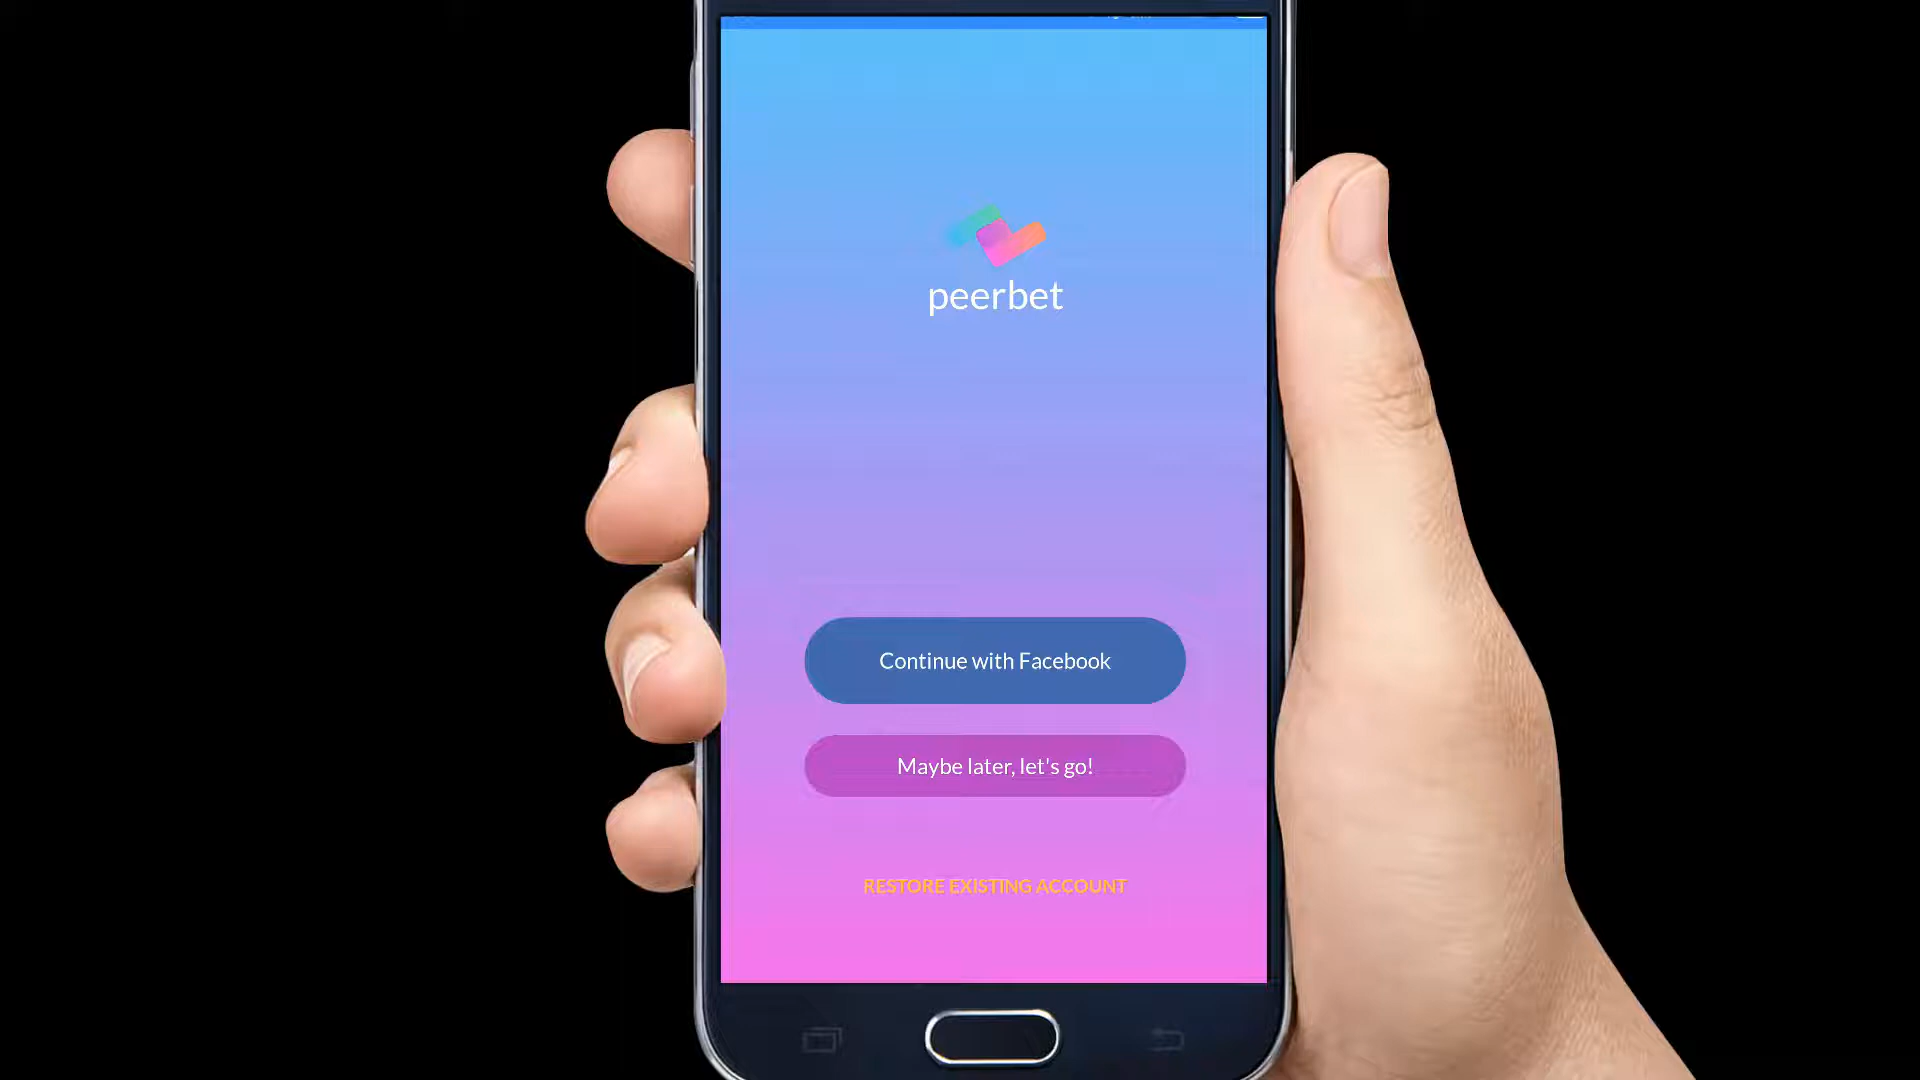 peerbet
Continue with Facebook
Maybe later, let's go!
RESTORE EXISTING ACCOUNT